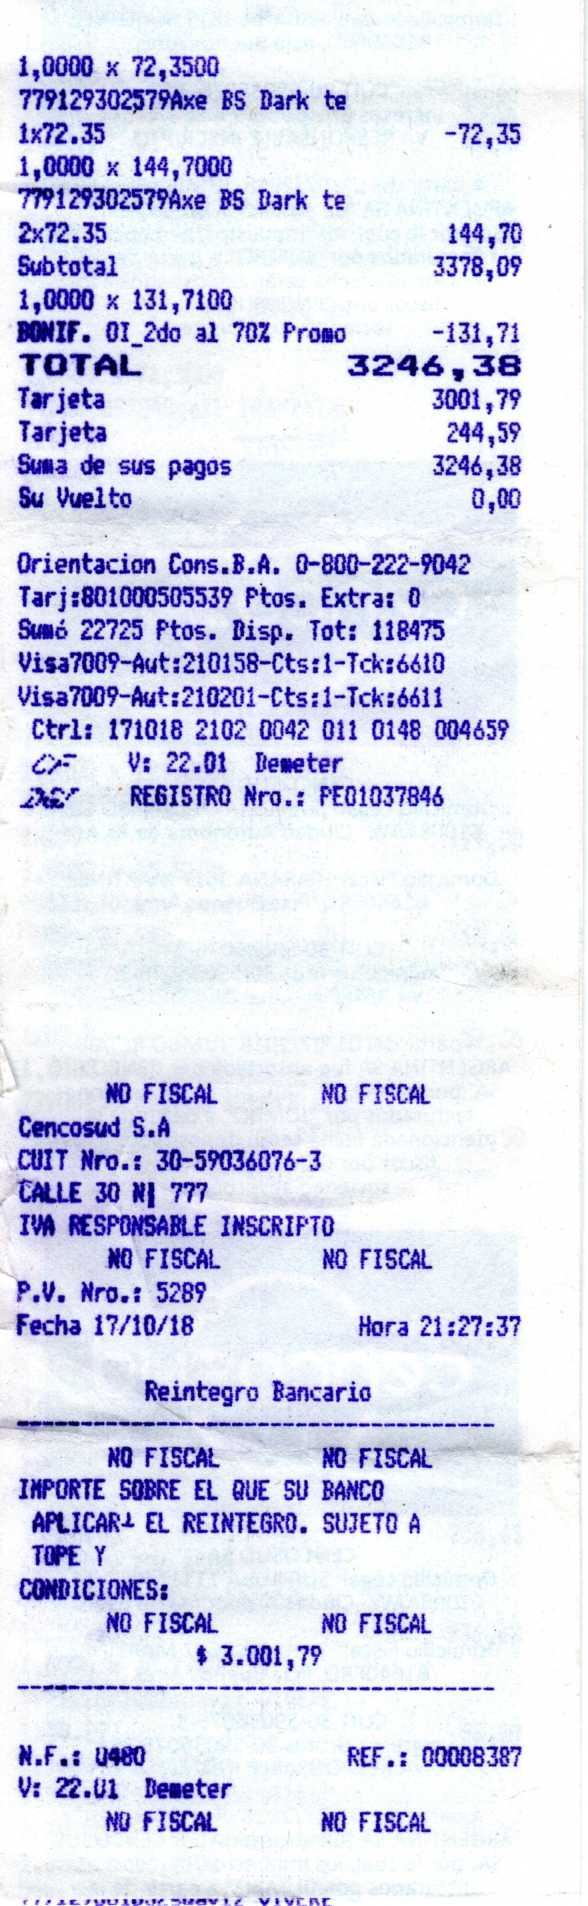 1,0000 x 72,3500
779129302579Axe BS Dark te
1x72.35 -72,35
1,0000 x 144,7000
779129302579Axe BS Dark te
2x72.35 144,70
Subtotal 3378,09
1,0000 x 131,7100
BONIF. OI_2do al 70% Promo -131,71
TOTAL 3246,38
Tarjeta 3001,79
Tarjeta 244,59
Suma de sus pagos 3246,38
Su Vuelto 0,00
Orientacion Cons.B.A. 0-800-222-9042
Tarj:801000505539 Ptos. Extra: 0
Sumó 22725 Ptos. Disp. Tot: 118475
Visa7009-Aut:210158-Cts:1-Tck:6610
Visa7009-Aut:210201-Cts:1-Tck:6611
Ctrl: 171018 2102 0042 011 0148 004659
CF V: 22.01 Demeter
DGI REGISTRO Nro.: PE01037846
NO FISCAL NO FISCAL
Cencosud S.A
CUIT Nro.: 30-59036076-3
CALLE 30 N| 777
IVA RESPONSABLE INSCRIPTO
NO FISCAL NO FISCAL
P.V. Nro.: 5289
Fecha 17/10/18 Hora 21:27:37
Reintegro Bancario
NO FISCAL NO FISCAL
IMPORTE SOBRE EL QUE SU BANCO
APLICAR┴ EL REINTEGRO. SUJETO A
TOPE Y
CONDICIONES:
NO FISCAL NO FISCAL
$ 3.001,79
N.F.: U480 REF.: 00008387
V: 22.01 Demeter
NO FISCAL NO FISCAL